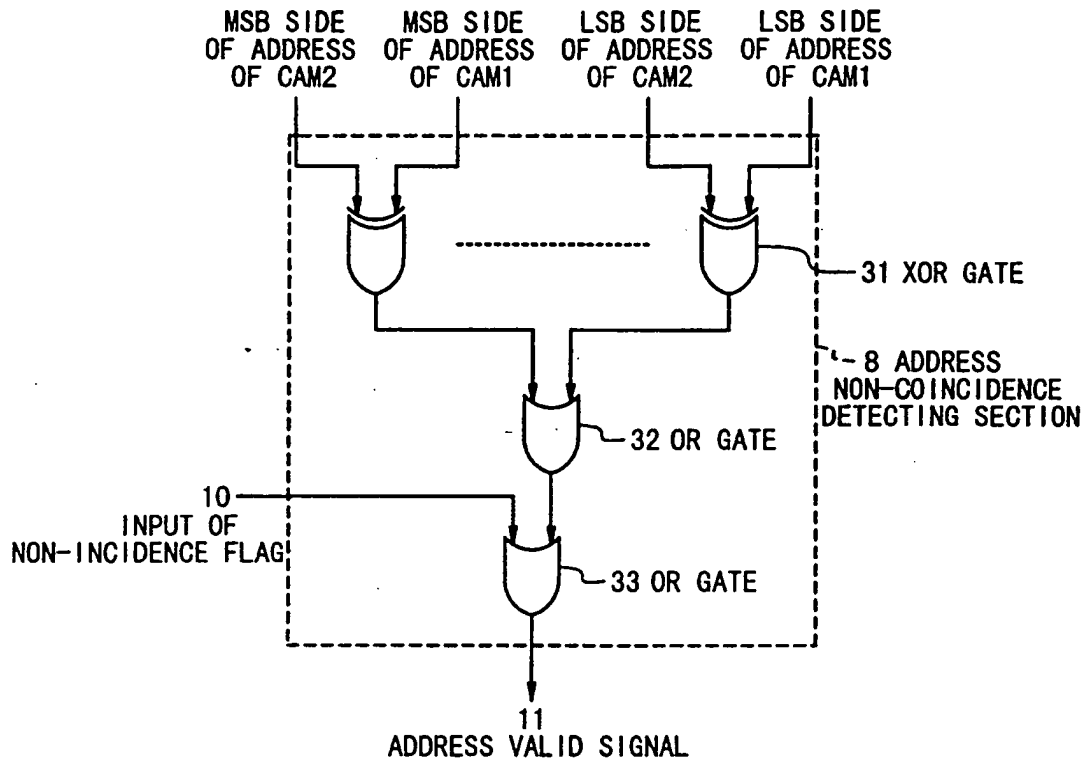 MSB SIDE
OF ADDRESS
OF CAM2
MSB SIDE
OF ADDRESS
OF CAM1
LSB SIDE
OF ADDRESS
OF CAM2
LSB SIDE
OF ADDRESS
OF CAM1
31 XOR GATE
8 ADDRESS
NON-COINCIDENCE
DETECTING SECTION
32 OR GATE
10
INPUT OF
NON-INCIDENCE FLAG
33 OR GATE
11
ADDRESS VALID SIGNAL